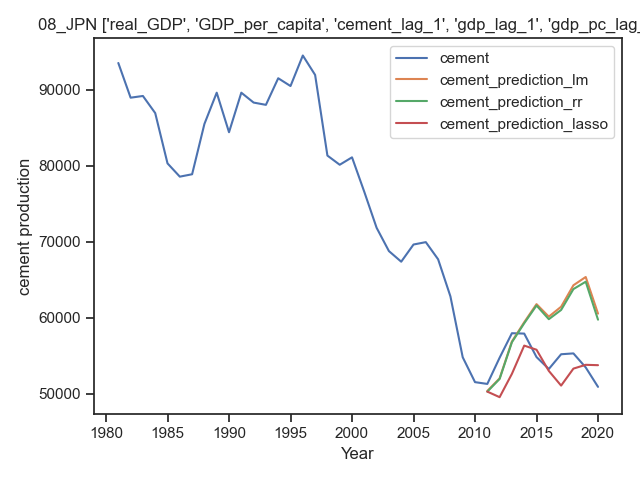 08_JPN ['real_GDP', 'GDP_per_capita', 'cement_lag_1', 'gdp_lag_1', 'gdp_pc_lag_
cement
cement_prediction_lm
cement_prediction_rr
cement_prediction_lasso
cement production
90000
80000
70000
60000
50000
1980 1985 1990 1995 2000 2005 2010 2015 2020
Year